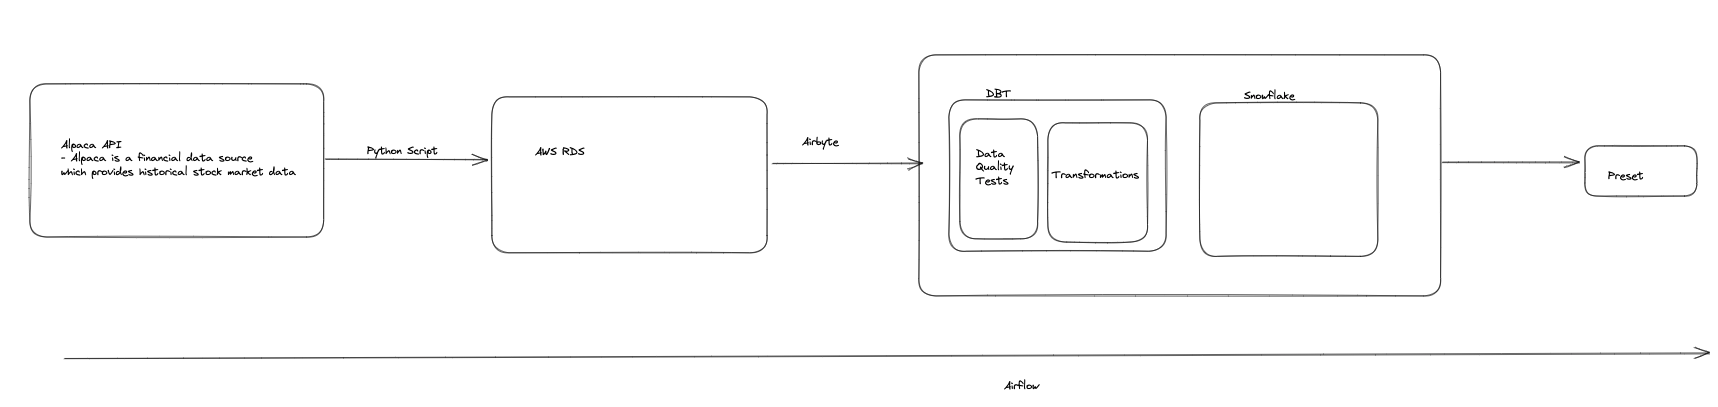 Alpaca API
- Alpaca is a financial data source
which provides historical stock market data
Python Script
AWS RDS
Airbyte
DBT
Data
Quality
Tests
Transformations
Snowflake
Preset
Airflow